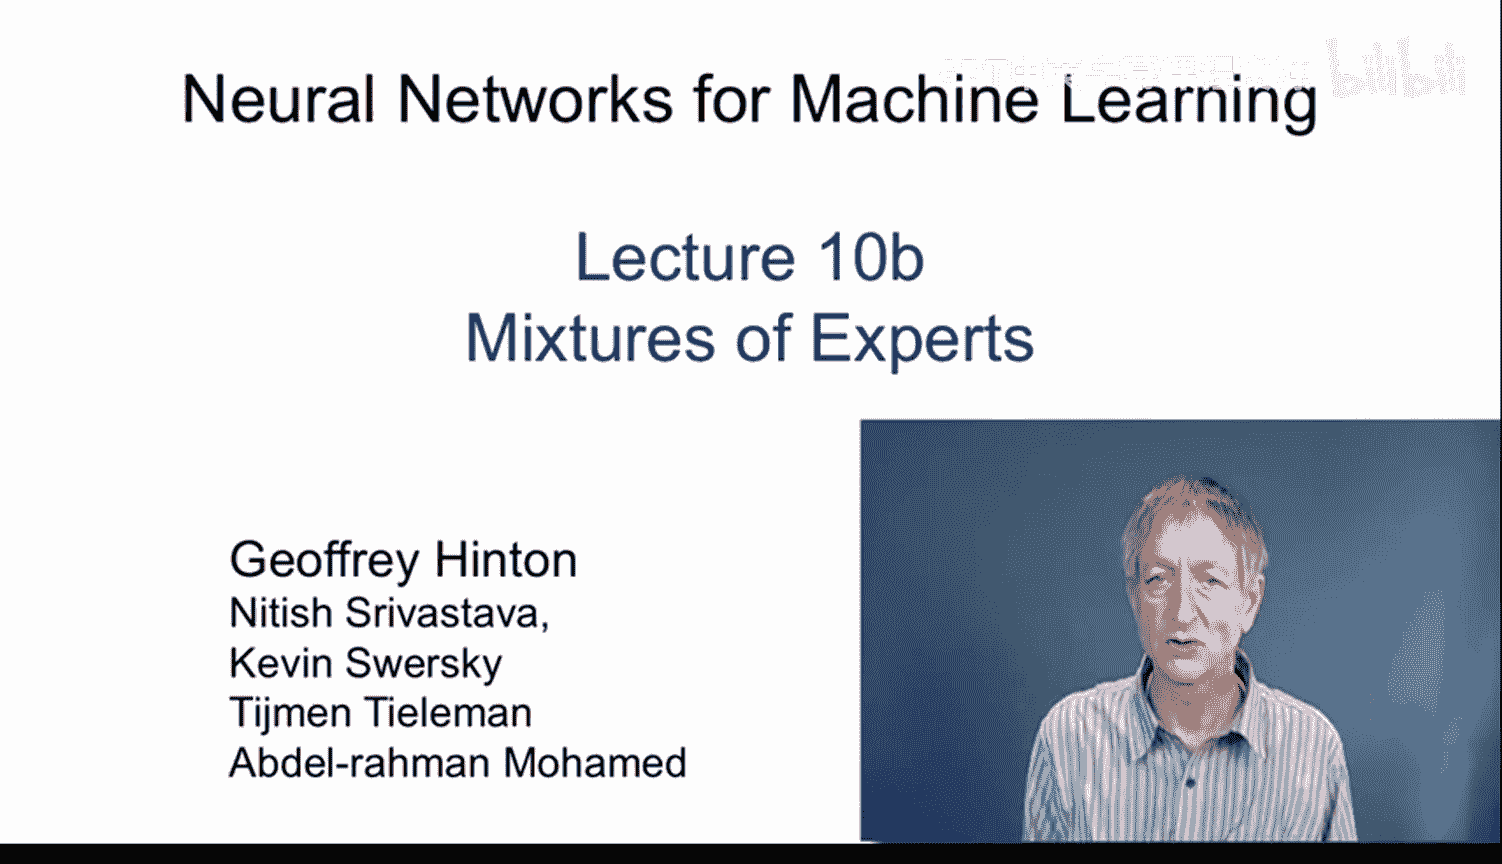 Neural Networks for Machine Learning
bilibili
Lecture 10b
Mixtures of Experts
Geoffrey Hinton
Nitish Srivastava,
Kevin Swersky
Tijmen Tieleman
Abdel-rahman Mohamed